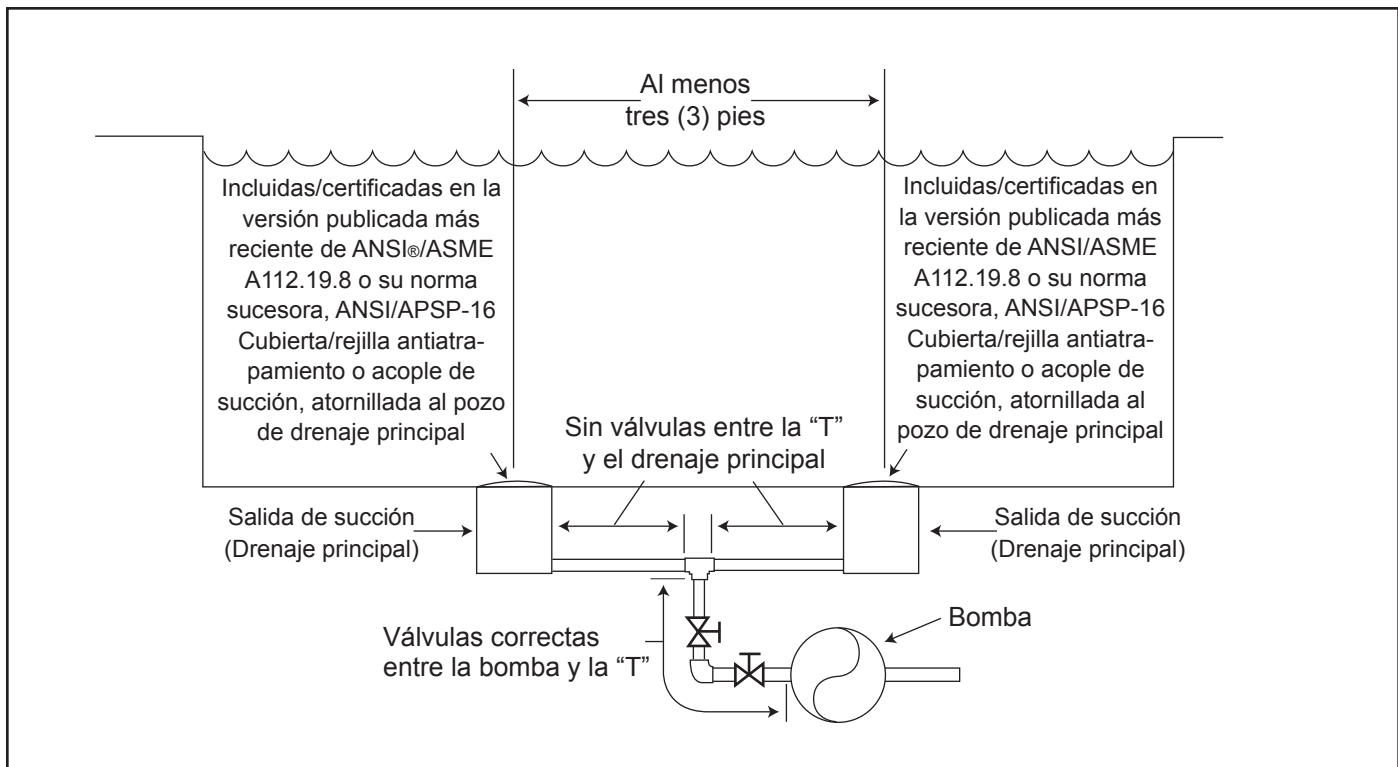 Al menos
tres (3) pies
Incluidas/certificadas en la
versión publicada más
reciente de ANSI®/ASME
A112.19.8 o su norma
sucesora, ANSI/APSP-16
Cubierta/rejilla antiatra-
pamiento o acople de
succión, atornillada al pozo
de drenaje principal
Incluidas/certificadas en
la versión publicada más
reciente de ANSI/ASME
A112.19.8 o su norma
sucesora, ANSI/APSP-16
Cubierta/rejilla antiatra-
pamiento o acople de
succión, atornillada al
pozo de drenaje principal
Sin válvulas entre la “T”
y el drenaje principal
Salida de succión
(Drenaje principal)
Salida de succión
(Drenaje principal)
Válvulas correctas
entre la bomba y la “T”
Bomba